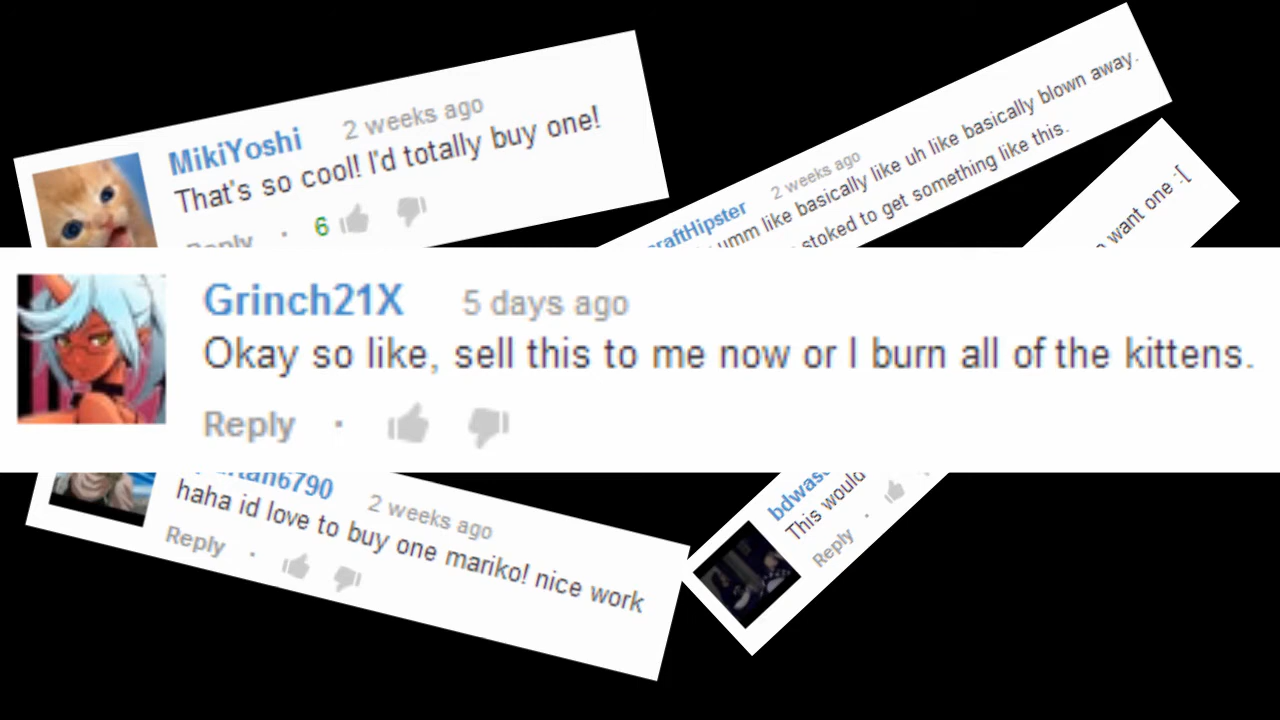 MikiYoshi 2 weeks ago
That's so cool! I'd totally buy one!
Reply · 6
craftHipster 2 weeks ago
umm like basically like uh like basically blown away.
stoked to get something like this.
want one :[
Grinch21X 5 days ago
Okay so like, sell this to me now or I burn all of the kittens.
Reply ·
6790 2 weeks ago
haha id love to buy one mariko! nice work
Reply ·
This would
Reply ·